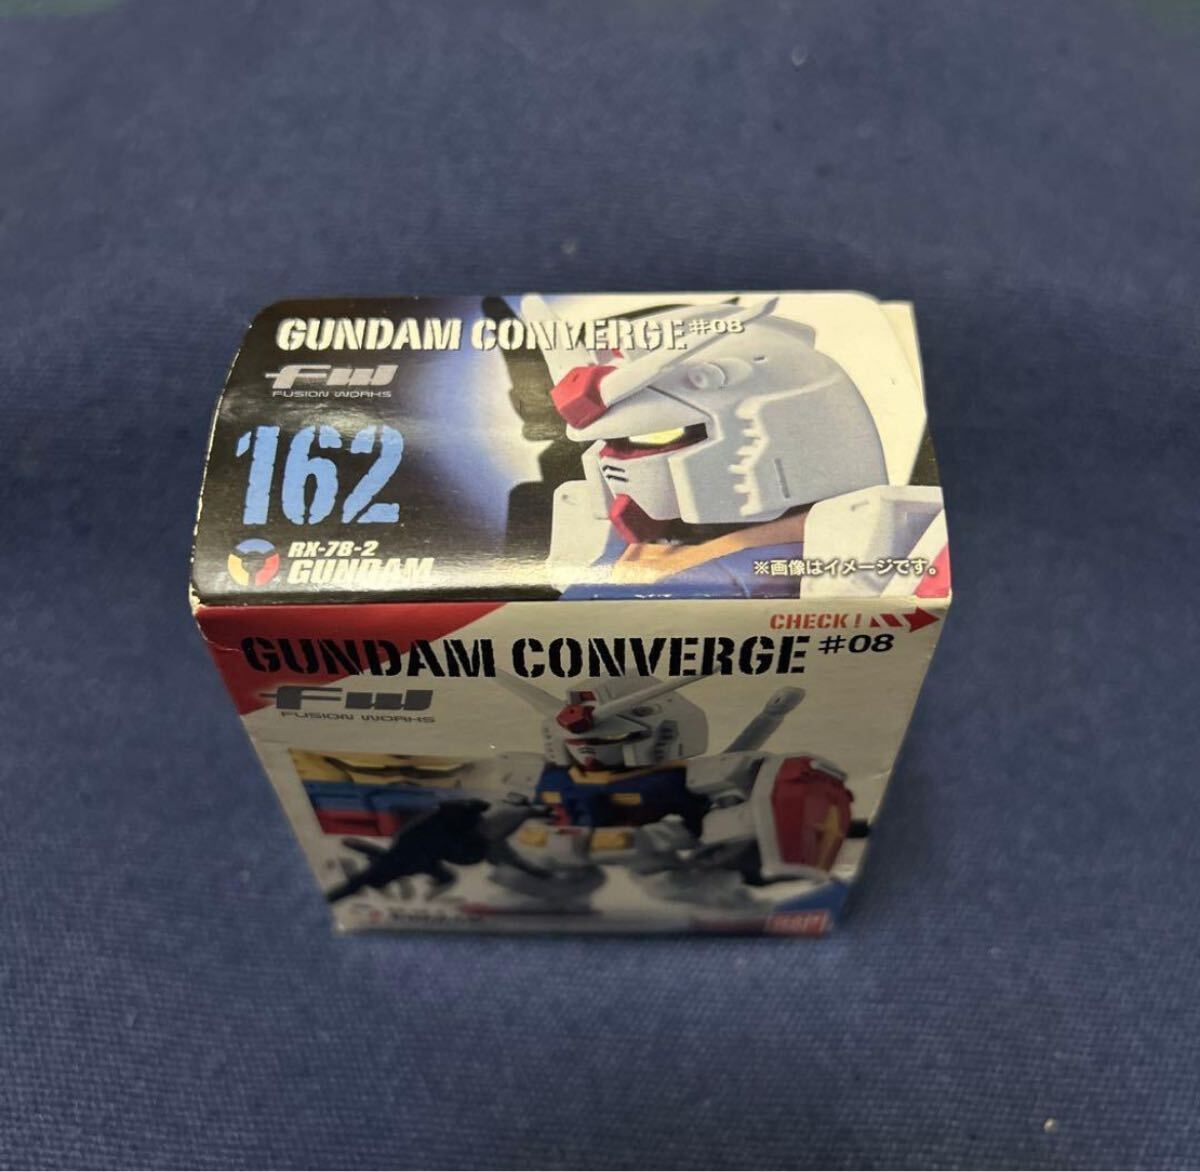 GUNDAM CONVERGE #08
FW
FUSION WORKS
162
RX-78-2
GUNDAM
※画像はイメージです。
CHECK!
GUNDAM CONVERGE #08
FW
FUSION WORKS